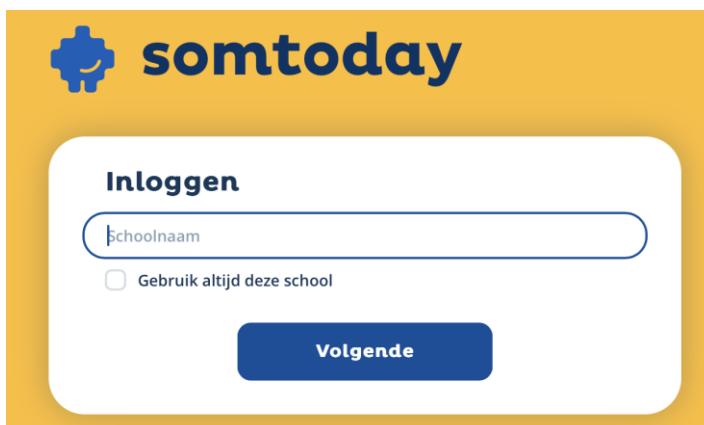 somtoday
Inloggen
Schoolnaam
Gebruik altijd deze school
Volgende